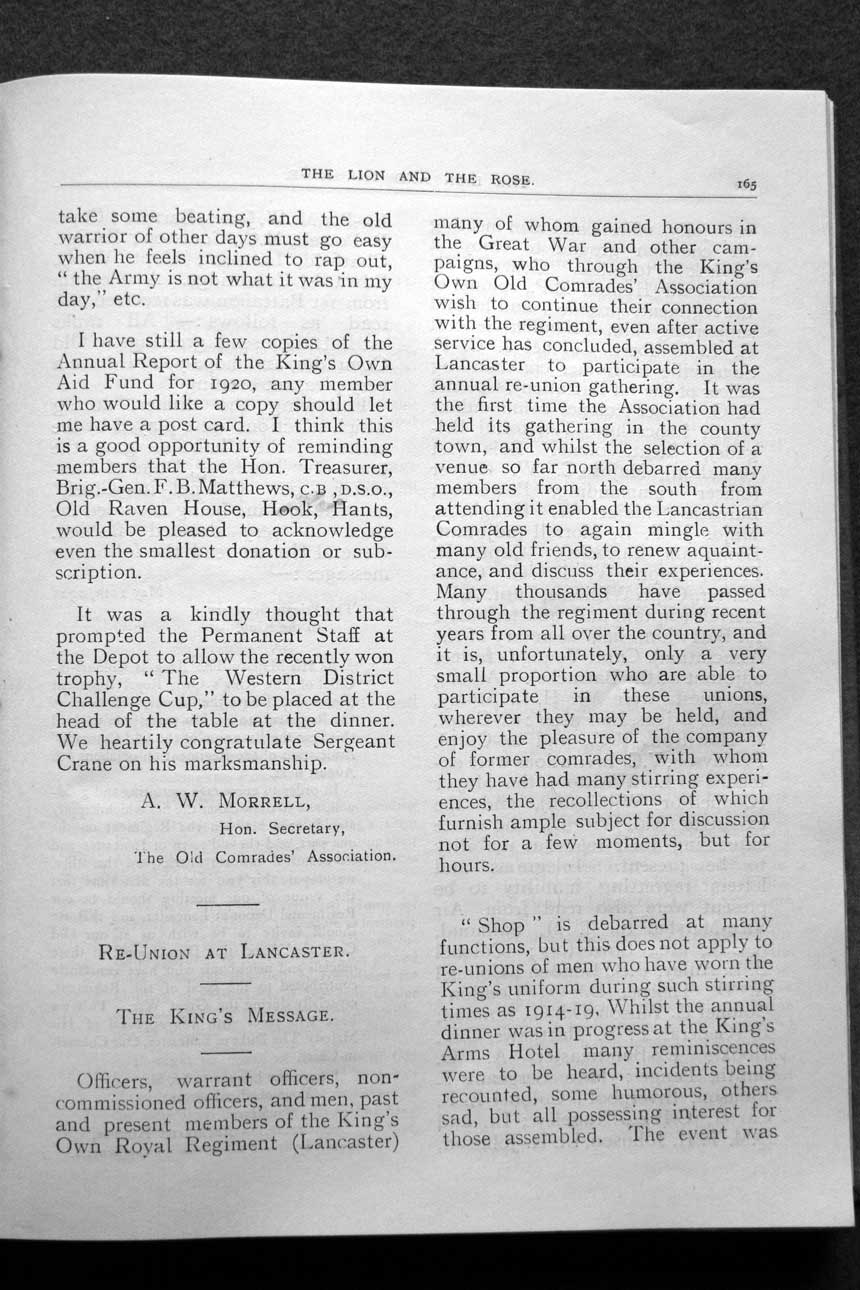 THE LION AND THE ROSE.
165
take some beating, and the old
warrior of other days must go easy
when he feels inclined to rap out,
“ the Army is not what it was in my
day,” etc.
I have still a few copies of the
Annual Report of the King's Own
Aid Fund for 1920, any member
who would like a copy should let
me have a post card. I think this
is a good opportunity of reminding
members that the Hon. Treasurer,
Brig.-Gen. F. B. Matthews, C.B , D.S.O.,
Old Raven House, Hook, Hants,
would be pleased to acknowledge
even the smallest donation or sub-
scription.
It was a kindly thought that
prompted the Permanent Staff at
the Depot to allow the recently won
trophy, “ The Western District
Challenge Cup,” to be placed at the
head of the table at the dinner.
We heartily congratulate Sergeant
Crane on his marksmanship.
A. W. MORRELL,
Hon. Secretary,
The Old Comrades' Association.
RE-UNION AT LANCASTER.
THE KING'S MESSAGE.
Officers, warrant officers, non-
commissioned officers, and men, past
and present members of the King's
Own Royal Regiment (Lancaster)
many of whom gained honours in
the Great War and other cam-
paigns, who through the King's
Own Old Comrades' Association
wish to continue their connection
with the regiment, even after active
service has concluded, assembled at
Lancaster to participate in the
annual re-union gathering. It was
the first time the Association had
held its gathering in the county
town, and whilst the selection of a
venue so far north debarred many
members from the south from
attending it enabled the Lancastrian
Comrades to again mingle with
many old friends, to renew aquaint-
ance, and discuss their experiences.
Many thousands have passed
through the regiment during recent
years from all over the country, and
it is, unfortunately, only a very
small proportion who are able to
participate in these unions,
wherever they may be held, and
enjoy the pleasure of the company
of former comrades, with whom
they have had many stirring experi-
ences, the recollections of which
furnish ample subject for discussion
not for a few moments, but for
hours.
“ Shop ” is debarred at many
functions, but this does not apply to
re-unions of men who have worn the
King's uniform during such stirring
times as 1914-19. Whilst the annual
dinner was in progress at the King's
Arms Hotel many reminiscences
were to be heard, incidents being
recounted, some humorous, others
sad, but all possessing interest for
those assembled. The event was